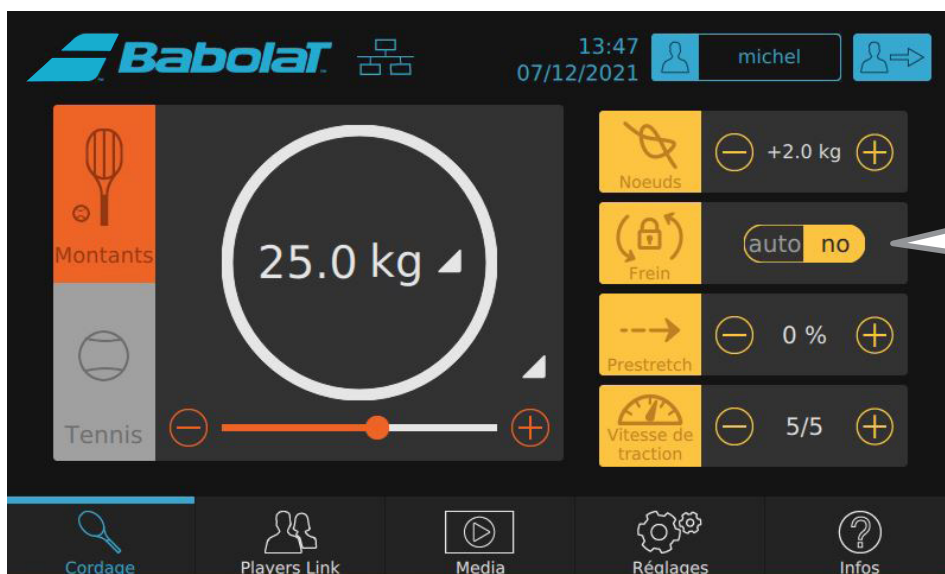 BabolaT
13:47
07/12/2021
michel
Montants
25.0 kg
Tennis
Noeuds
+2.0 kg
Frein
auto no
Prestretch
0 %
Vitesse de
traction
5/5
Cordage
Players Link
Media
Réglages
Infos